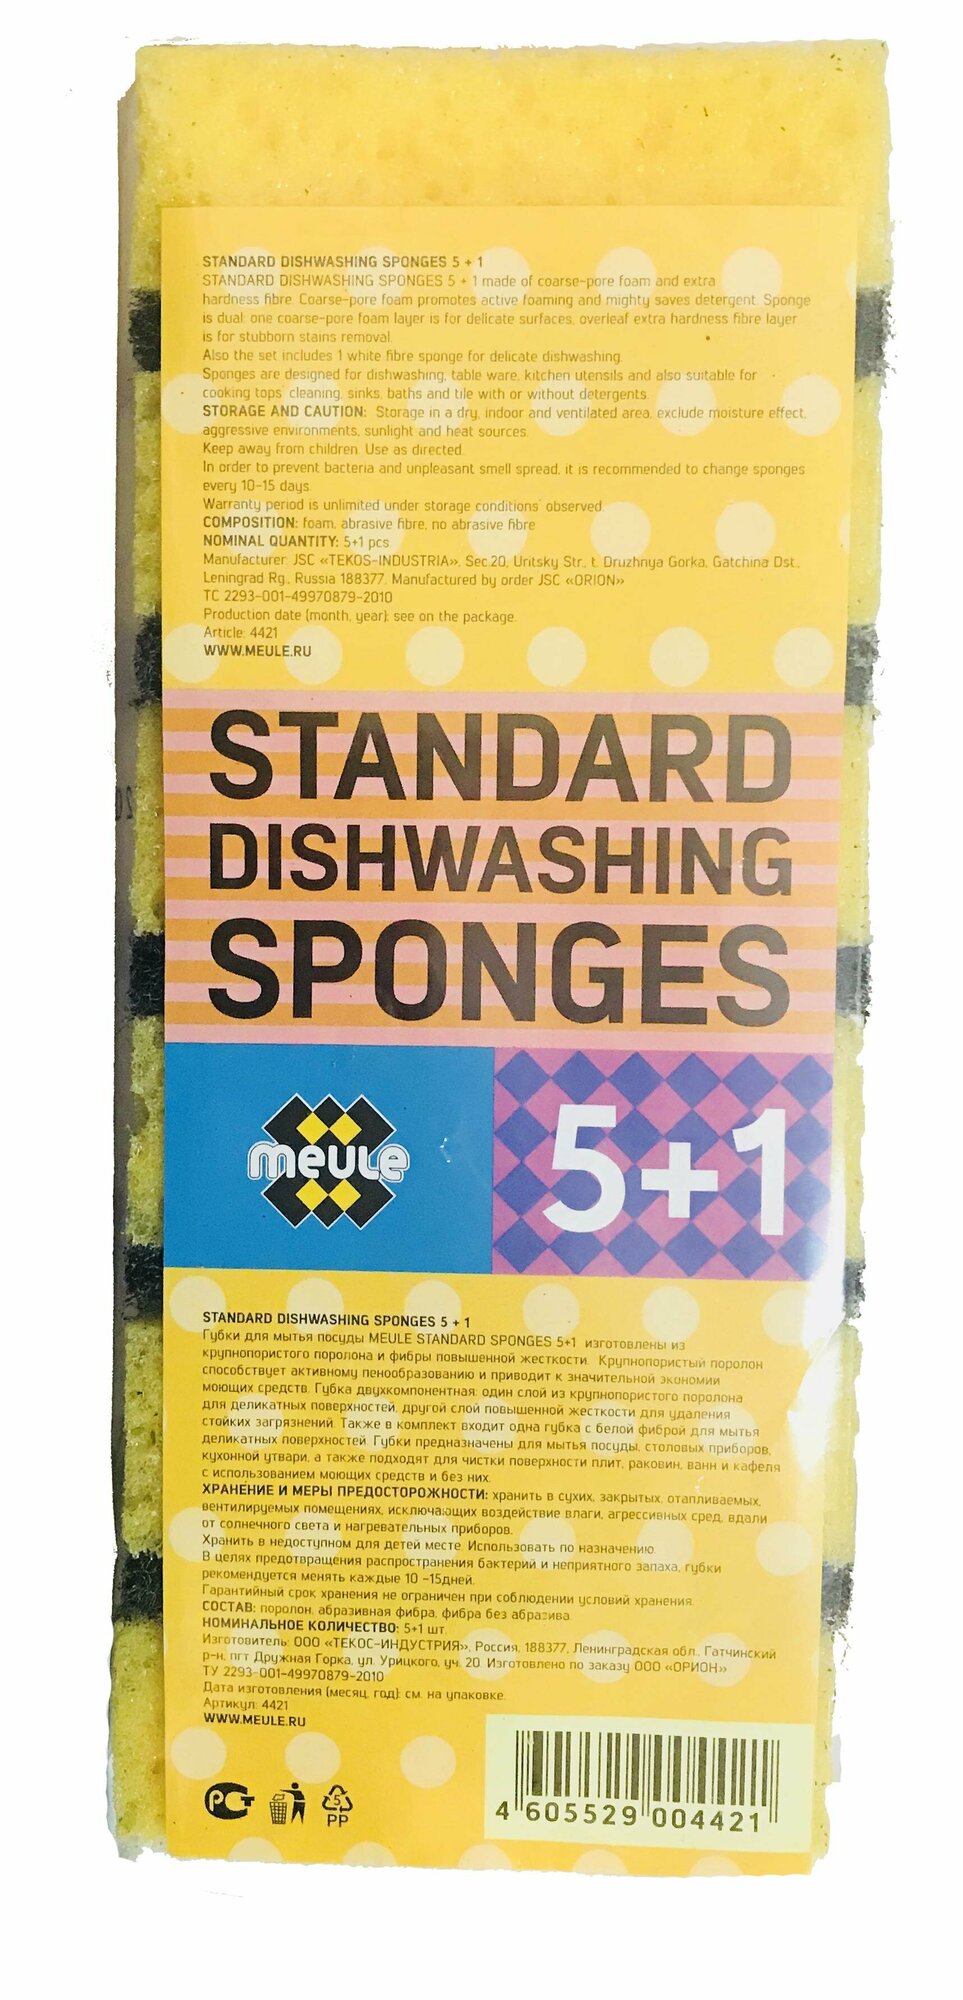 STANDARD DISHWASHING SPONGES 5 + 1
STANDARD DISHWASHING SPONGES 5 + 1 made of coarse-pore foam and extra
hardness fibre. Coarse-pore foam promotes active foaming and mighty saves detergent. Sponge
is dual: one coarse-pore foam layer is for delicate surfaces, overleaf extra hardness fibre layer
is for stubborn stains removal.
Also the set includes 1 white fibre sponge for delicate dishwashing.
Sponges are designed for dishwashing, table ware, kitchen utensils and also suitable for
cooking tops' cleaning, sinks, baths and tile with or without detergents.
STORAGE AND CAUTION: Storage in a dry, indoor and ventilated area, exclude moisture effect,
aggressive environments, sunlight and heat sources.
Keep away from children. Use as directed.
In order to prevent bacteria and unpleasant smell spread, it is recommended to change sponges
every 10-15 days.
Warranty period is unlimited under storage conditions' observed.
COMPOSITION: foam, abrasive fibre, no abrasive fibre
NOMINAL QUANTITY: 5+1 pcs.
Manufacturer: JSC «TEKOS-INDUSTRIA», Sec.20, Uritsky Str., t. Druzhnya Gorka, Gatchina Dst.,
Leningrad Rg., Russia 188377. Manufactured by order JSC «ORION»
TC 2293-001-49970879-2010
Production date (month, year): see on the package.
Article: 4421
WWW.MEULE.RU
STANDARD
DISHWASHING
SPONGES
meule
5+1
STANDARD DISHWASHING SPONGES 5 + 1
Губки для мытья посуды MEULE STANDARD SPONGES 5+1 изготовлены из
крупнопористого поролона и фибры повышенной жесткости. Крупнопористый поролон
способствует активному пенообразованию и приводит к значительной экономии
моющих средств. Губка двухкомпонентная: один слой из крупнопористого поролона
для деликатных поверхностей, другой слой повышенной жесткости для удаления
стойких загрязнений. Также в комплект входит одна губка с белой фиброй для мытья
деликатных поверхностей. Губки предназначены для мытья посуды, столовых приборов,
кухонной утвари, а также подходят для чистки поверхности плит, раковин, ванн и кафеля
с использованием моющих средств и без них.
ХРАНЕНИЕ И МЕРЫ ПРЕДОСТОРОЖНОСТИ: хранить в сухих, закрытых, отапливаемых,
вентилируемых помещениях, исключающих воздействие влаги, агрессивных сред, вдали
от солнечного света и нагревательных приборов.
Хранить в недоступном для детей месте. Использовать по назначению.
В целях предотвращения распространения бактерий и неприятного запаха, губки
рекомендуется менять каждые 10 -15дней.
Гарантийный срок хранения не ограничен при соблюдении условий хранения.
СОСТАВ: поролон, абразивная фибра, фибра без абразива.
НОМИНАЛЬНОЕ КОЛИЧЕСТВО: 5+1 шт.
Изготовитель: ООО «ТЕКОС-ИНДУСТРИЯ», Россия, 188377, Ленинградская обл., Гатчинский
р-н, пгт Дружная Горка, ул. Урицкого, уч. 20. Изготовлено по заказу ООО «ОРИОН»
ТУ 2293-001-49970879-2010
Дата изготовления (месяц, год): см. на упаковке.
Артикул: 4421
WWW.MEULE.RU
РСТ
5
PP
4 605529 004421